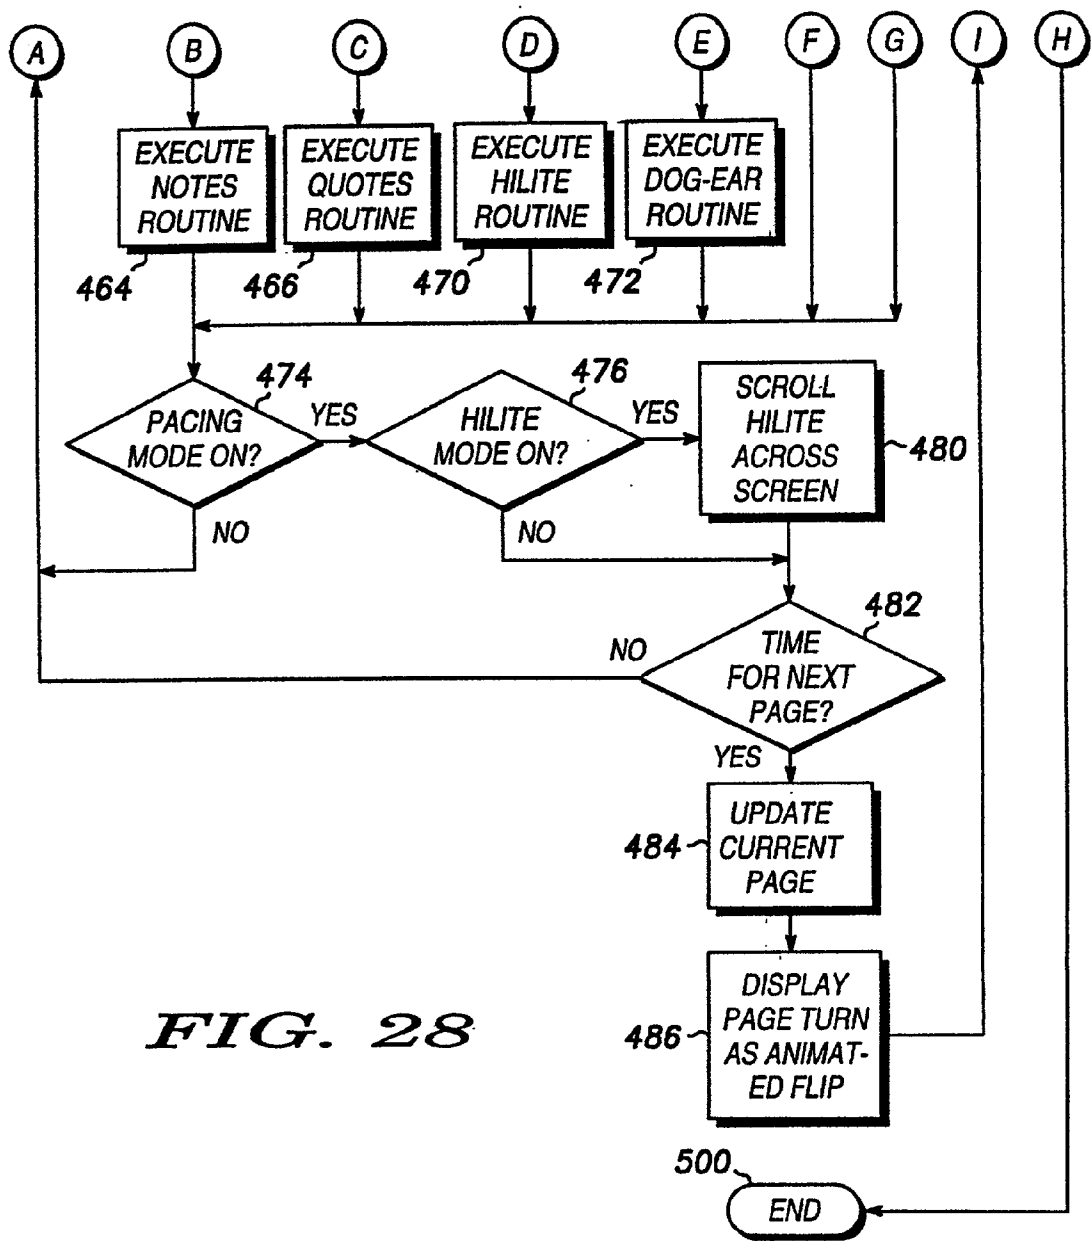 A B C D E F G I H
EXECUTE
NOTES
ROUTINE
EXECUTE
QUOTES
ROUTINE
EXECUTE
HILITE
ROUTINE
EXECUTE
DOG-EAR
ROUTINE
464
466
470
472
474
PACING
MODE ON?
YES
NO
476
HILITE
MODE ON?
YES
NO
SCROLL
HILITE
ACROSS
SCREEN
480
482
TIME
FOR NEXT
PAGE?
NO
YES
UPDATE
CURRENT
PAGE
484
DISPLAY
PAGE TURN
AS ANIMAT-
ED FLIP
486
FIG. 28
500
END